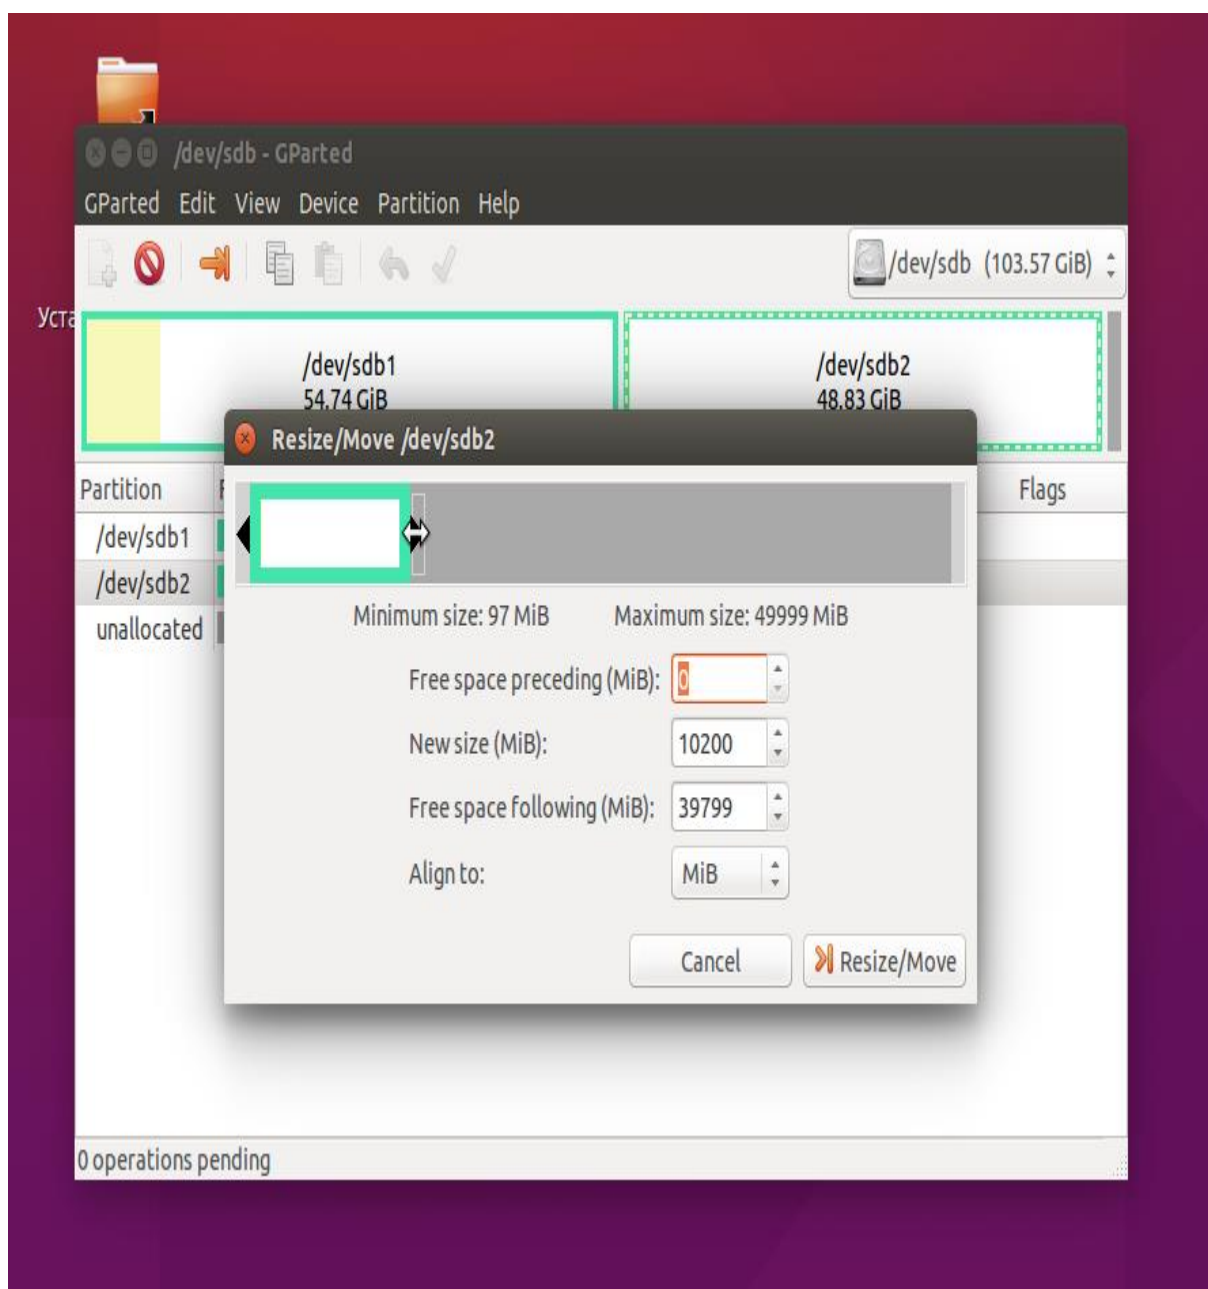 /dev/sdb - GParted
GParted Edit View Device Partition Help
/dev/sdb (103.57 GiB)
Уста
/dev/sdb1
54.74 GiB
/dev/sdb2
48.83 GiB
Resize/Move /dev/sdb2
Partition
Flags
/dev/sdb1
/dev/sdb2
unallocated
Minimum size: 97 MiB Maximum size: 49999 MiB
Free space preceding (MiB): 0
New size (MiB): 10200
Free space following (MiB): 39799
Align to: MiB
Cancel Resize/Move
0 operations pending